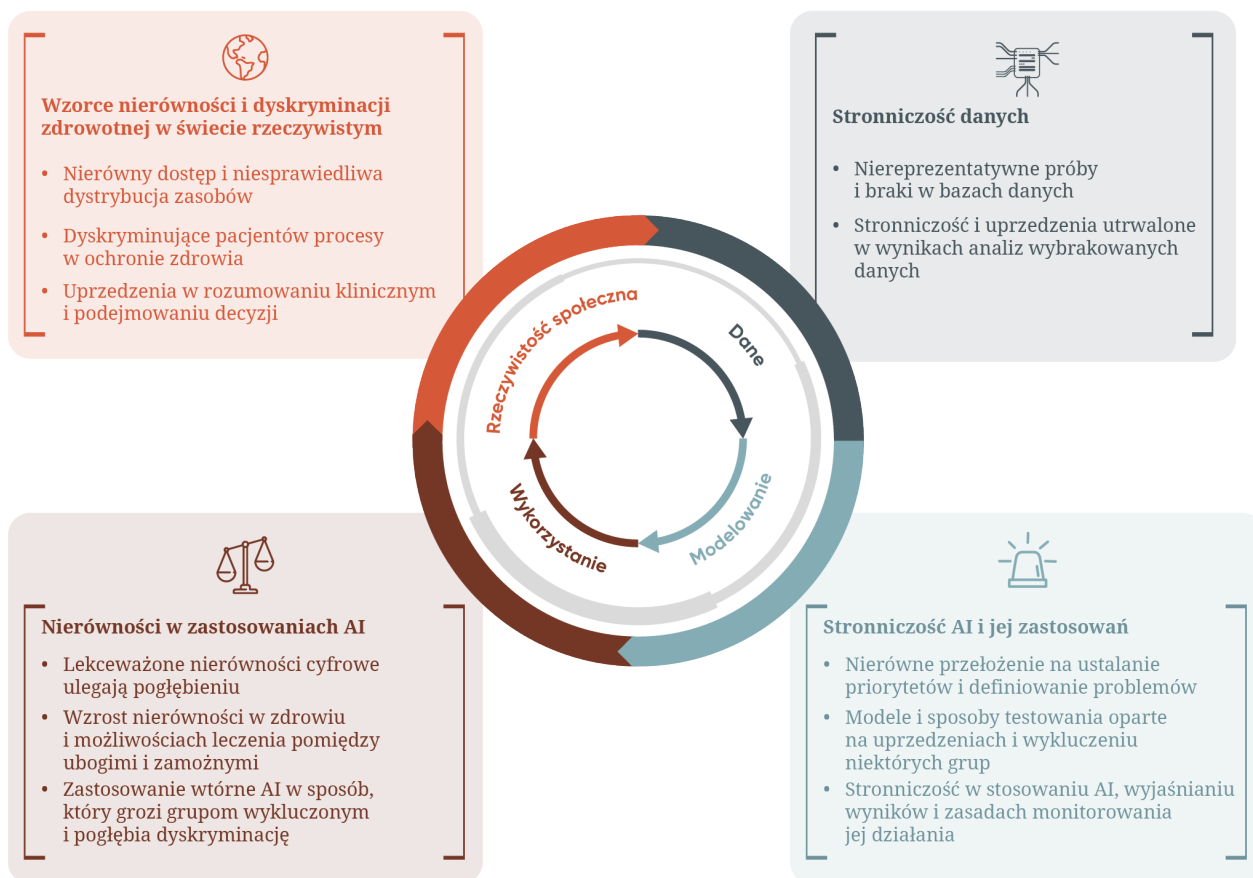 Wzorce nierówności i dyskryminacji
zdrowotnej w świecie rzeczywistym
• Nierówny dostęp i niesprawiedliwa
dystrybucja zasobów
• Dyskryminujące pacjentów procesy
w ochronie zdrowia
• Uprzedzenia w rozumowaniu klinicznym
i podejmowaniu decyzji
Stronniczość danych
• Niereprezentatywne próby
i braki w bazach danych
• Stronniczość i uprzedzenia utrwalone
w wynikach analiz wybrakowanych
danych
Rzeczywistość społeczna
Dane
Modelowanie
Wykorzystanie
Nierówności w zastosowaniach AI
• Lekceważone nierówności cyfrowe
ulegają pogłębieniu
• Wzrost nierówności w zdrowiu
i możliwościach leczenia pomiędzy
ubogimi i zamożnymi
• Zastosowanie wtórne AI w sposób,
który grozi grupom wykluczonym
i pogłębia dyskryminację
Stronniczość AI i jej zastosowań
• Nierówne przełożenie na ustalanie
priorytetów i definiowanie problemów
• Modele i sposoby testowania oparte
na uprzedzeniach i wykluczeniu
niektórych grup
• Stronniczość w stosowaniu AI, wyjaśnianiu
wyników i zasadach monitorowania
jej działania